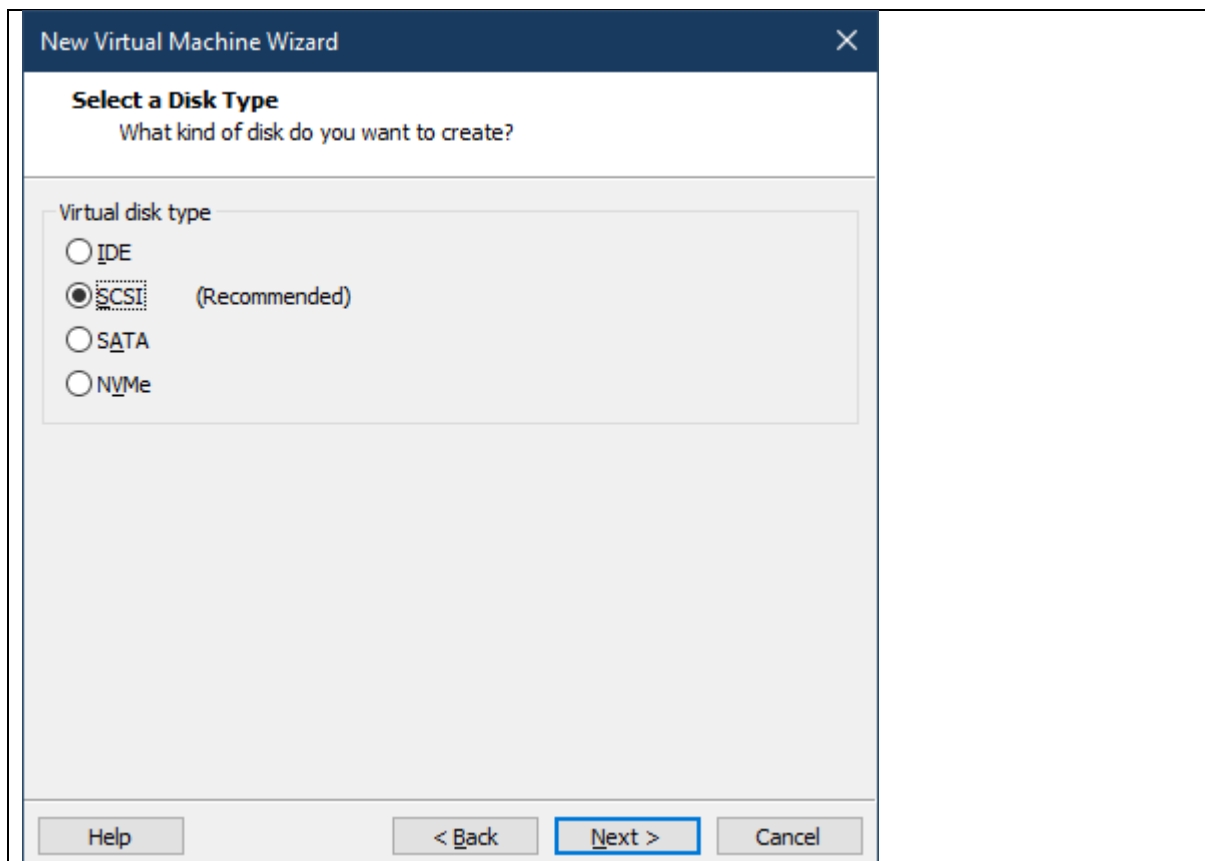 New Virtual Machine Wizard
Select a Disk Type
What kind of disk do you want to create?
Virtual disk type
IDE
SCSI (Recommended)
SATA
NVMe
Help < Back Next > Cancel